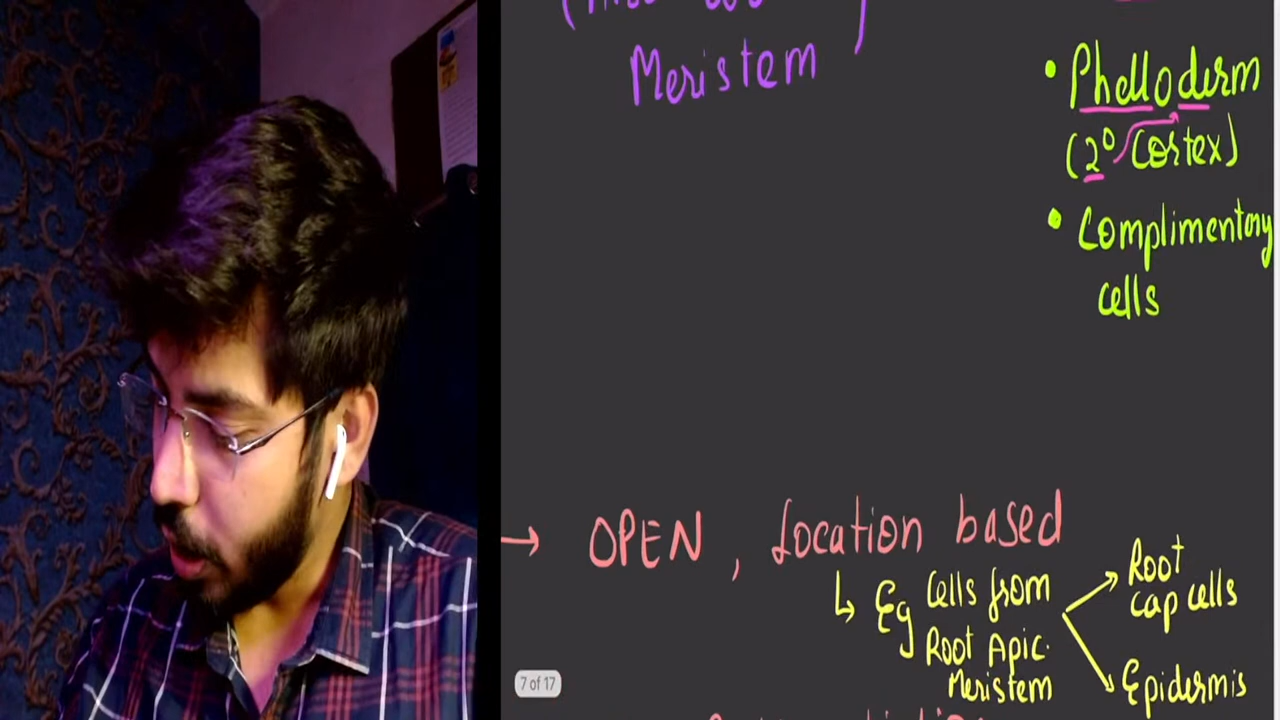 Meristem
• Phelloderm
(2° Cortex)
• Complimentory
cells
→ OPEN, Location based
↳ Eg Cells from
Root Apic.
Meristem
Root
cap cells
Epidermis
7 of 17